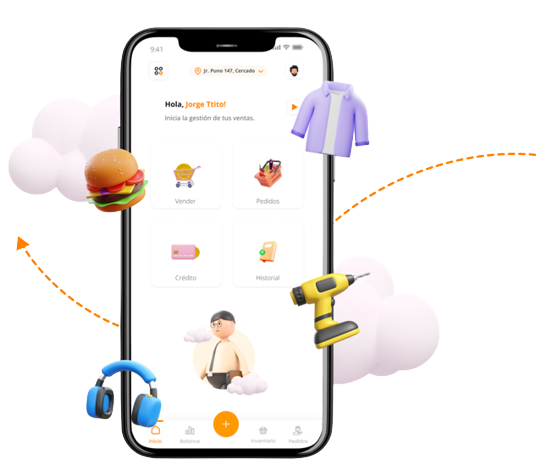 9:41
Jr. Puno 147, Cercado
Hola, Jorge Ttito!
Inicia la gestión de tus ventas.
Vender
Pedidos
Crédito
Historial
Inicio
Balance
Inventario
Pedidos